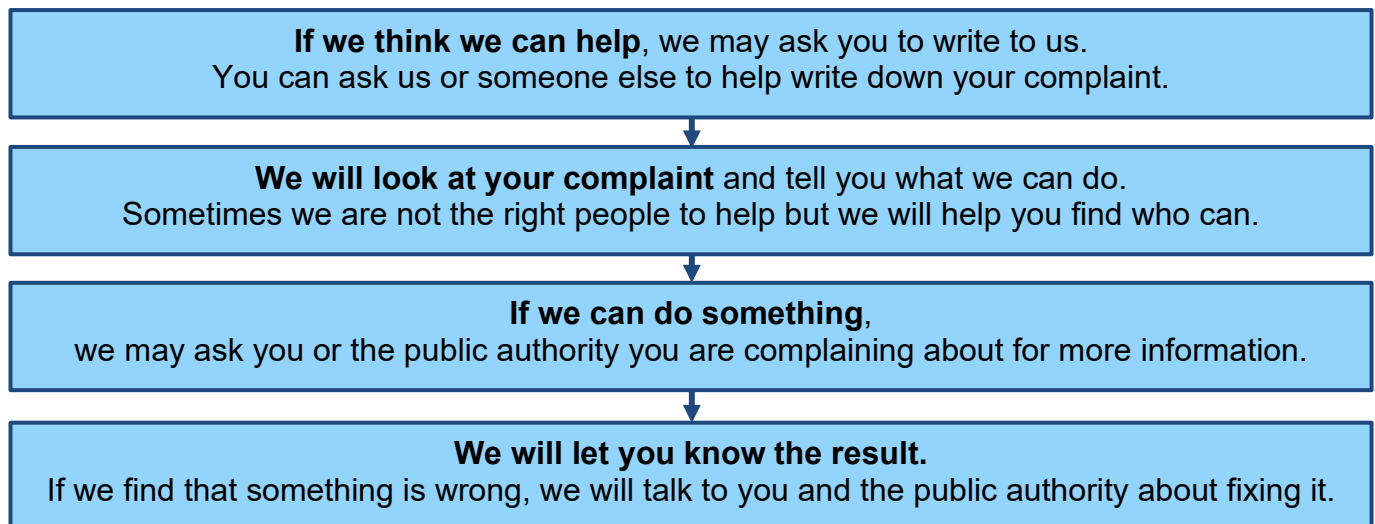 If we think we can help, we may ask you to write to us.
You can ask us or someone else to help write down your complaint.
We will look at your complaint and tell you what we can do.
Sometimes we are not the right people to help but we will help you find who can.
If we can do something,
we may ask you or the public authority you are complaining about for more information.
We will let you know the result.
If we find that something is wrong, we will talk to you and the public authority about fixing it.